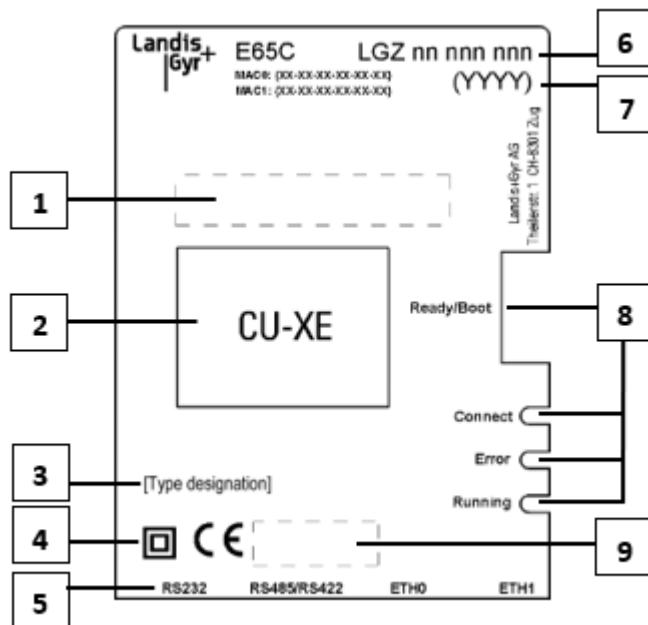 Landis
Gyr+
E65C LGZ nn nnn nnn
MAC0: (XX-XX-XX-XX-XX-XX)
MAC1: (XX-XX-XX-XX-XX-XX)
(YYYY)
6
7
Landis+Gyr AG
Theilerstr. 1 CH-6301 Zug
1
2
CU-XE
Ready/Boot
8
Connect
Error
Running
3
[Type designation]
4
CE
9
5
RS232 RS485/RS422 ETH0 ETH1